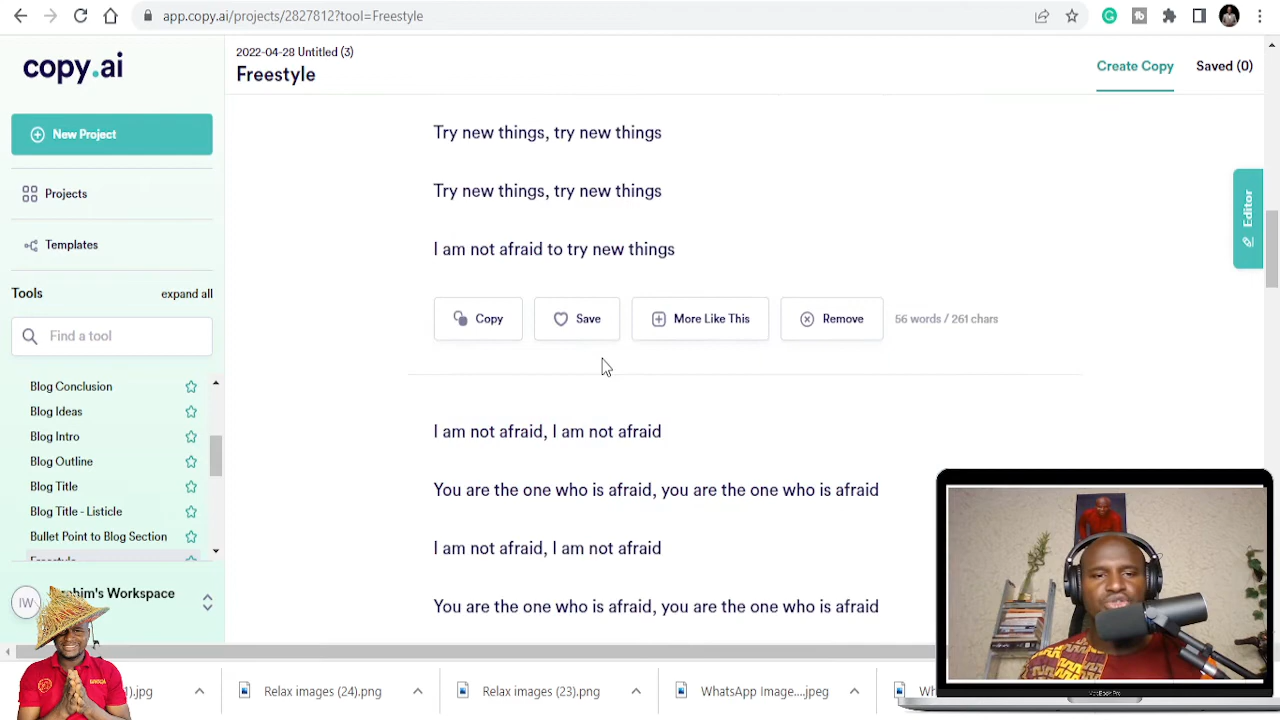 app.copy.ai/projects/2827812?tool=Freestyle
copy.ai
2022-04-28 Untitled (3)
Freestyle
Create Copy
Saved (0)
New Project
Projects
Templates
Tools
expand all
Find a tool
Blog Conclusion
Blog Ideas
Blog Intro
Blog Outline
Blog Title
Blog Title - Listicle
Bullet Point to Blog Section
Freestyle
IW
's Workspace
Try new things, try new things
Try new things, try new things
I am not afraid to try new things
Copy
Save
More Like This
Remove
56 words / 261 chars
I am not afraid, I am not afraid
You are the one who is afraid, you are the one who is afraid
I am not afraid, I am not afraid
You are the one who is afraid, you are the one who is afraid
Editor
1).jpg
Relax images (24).png
Relax images (23).png
WhatsApp Image....jpeg
Wh
MacBook Pro